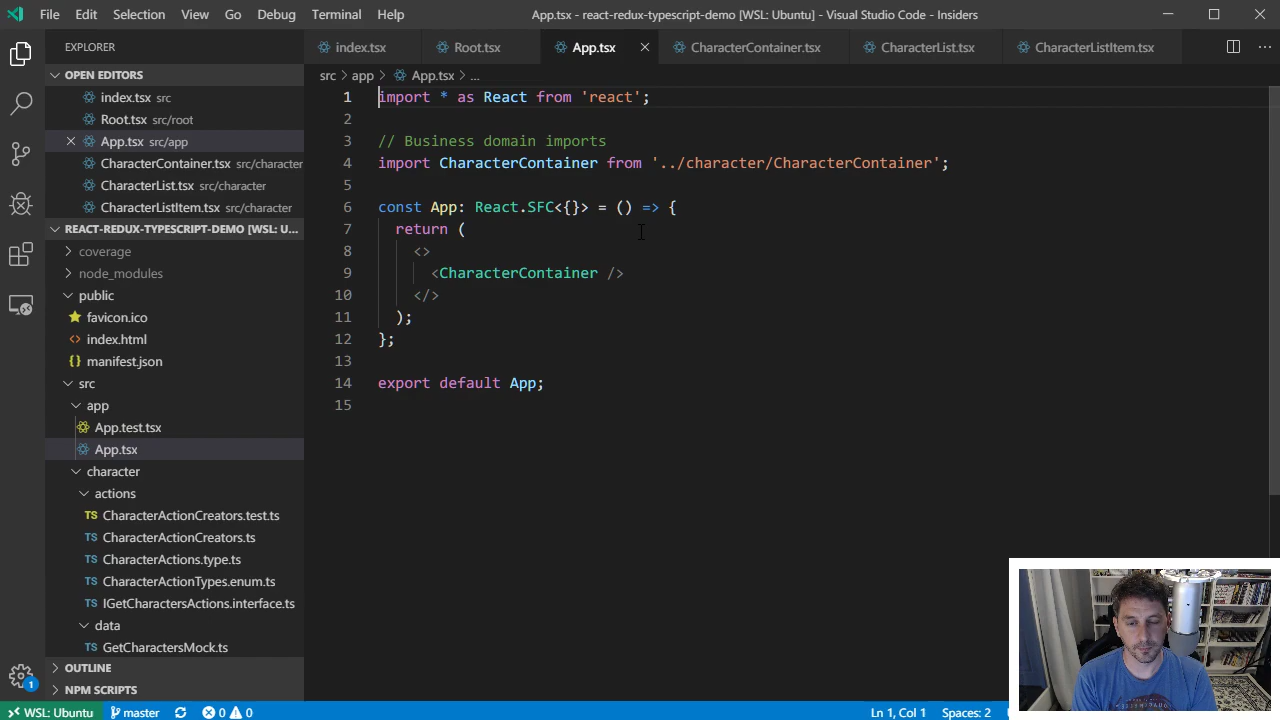 File Edit Selection View Go Debug Terminal Help App.tsx - react-redux-typescript-demo [WSL: Ubuntu] - Visual Studio Code - Insiders
EXPLORER
index.tsx Root.tsx App.tsx CharacterContainer.tsx CharacterList.tsx CharacterListItem.tsx
OPEN EDITORS
index.tsx src
Root.tsx src/root
App.tsx src/app
CharacterContainer.tsx src/character
CharacterList.tsx src/character
CharacterListItem.tsx src/character
REACT-REDUX-TYPESCRIPT-DEMO [WSL: U...
coverage
node_modules
public
favicon.ico
index.html
manifest.json
src
app
App.test.tsx
App.tsx
character
actions
CharacterActionCreators.test.ts
CharacterActionCreators.ts
CharacterActions.type.ts
CharacterActionTypes.enum.ts
IGetCharactersActions.interface.ts
data
GetCharactersMock.ts
OUTLINE
NPM SCRIPTS
src > app > App.tsx > ...
1 import * as React from 'react';
2
3 // Business domain imports
4 import CharacterContainer from '../character/CharacterContainer';
5
6 const App: React.SFC<{}> = () => {
7 return (
8 <>
9 <CharacterContainer />
10 </>
11 );
12 };
13
14 export default App;
15
1
WSL: Ubuntu master 0 0 Ln 1, Col 1 Spaces: 2